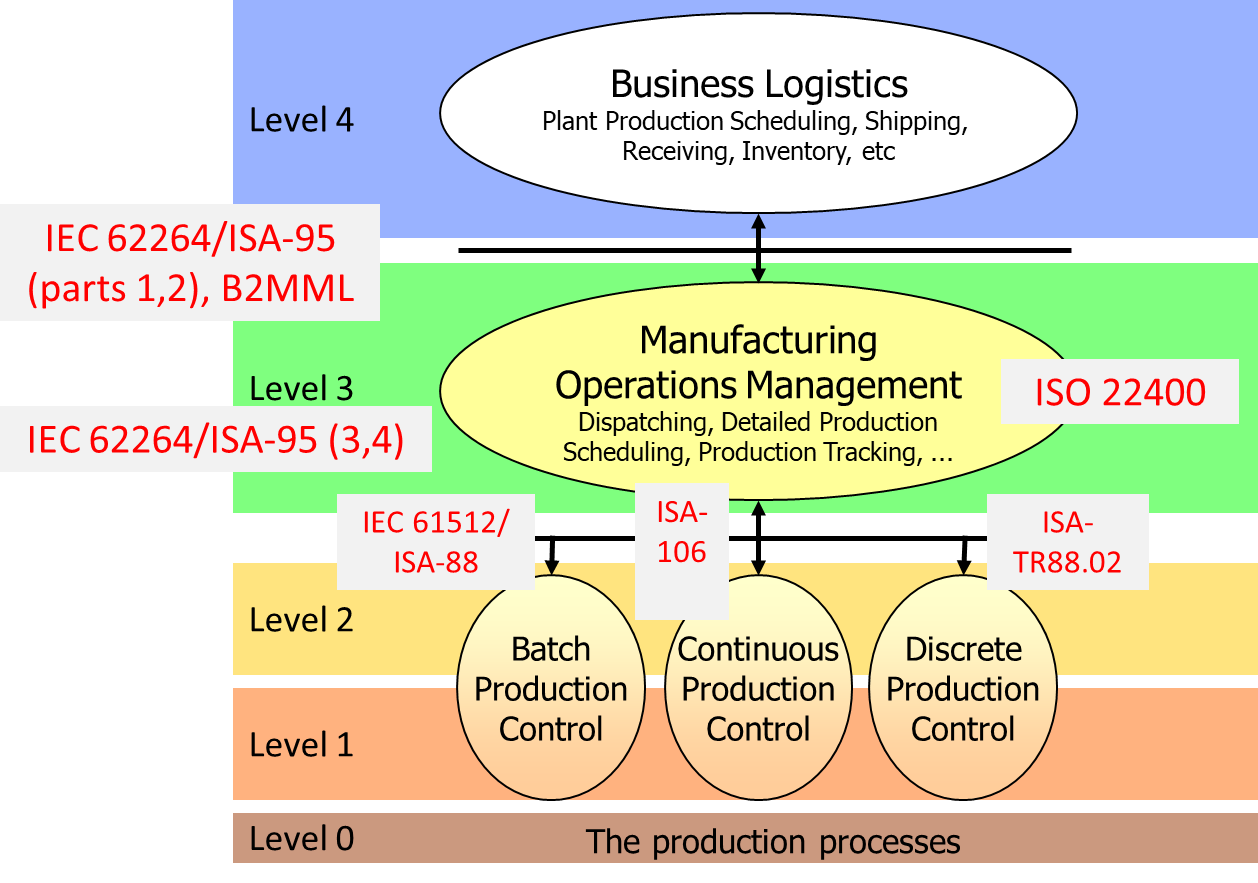 Business Logistics
Plant Production Scheduling, Shipping,
Receiving, Inventory, etc
Level 4
IEC 62264/ISA-95
(parts 1,2), B2MML
Manufacturing
Operations Management
Dispatching, Detailed Production
Scheduling, Production Tracking, ...
Level 3
ISO 22400
IEC 62264/ISA-95 (3,4)
IEC 61512/
ISA-88
ISA-
106
ISA-
TR88.02
Level 2
Batch
Production
Control
Continuous
Production
Control
Discrete
Production
Control
Level 1
Level 0
The production processes